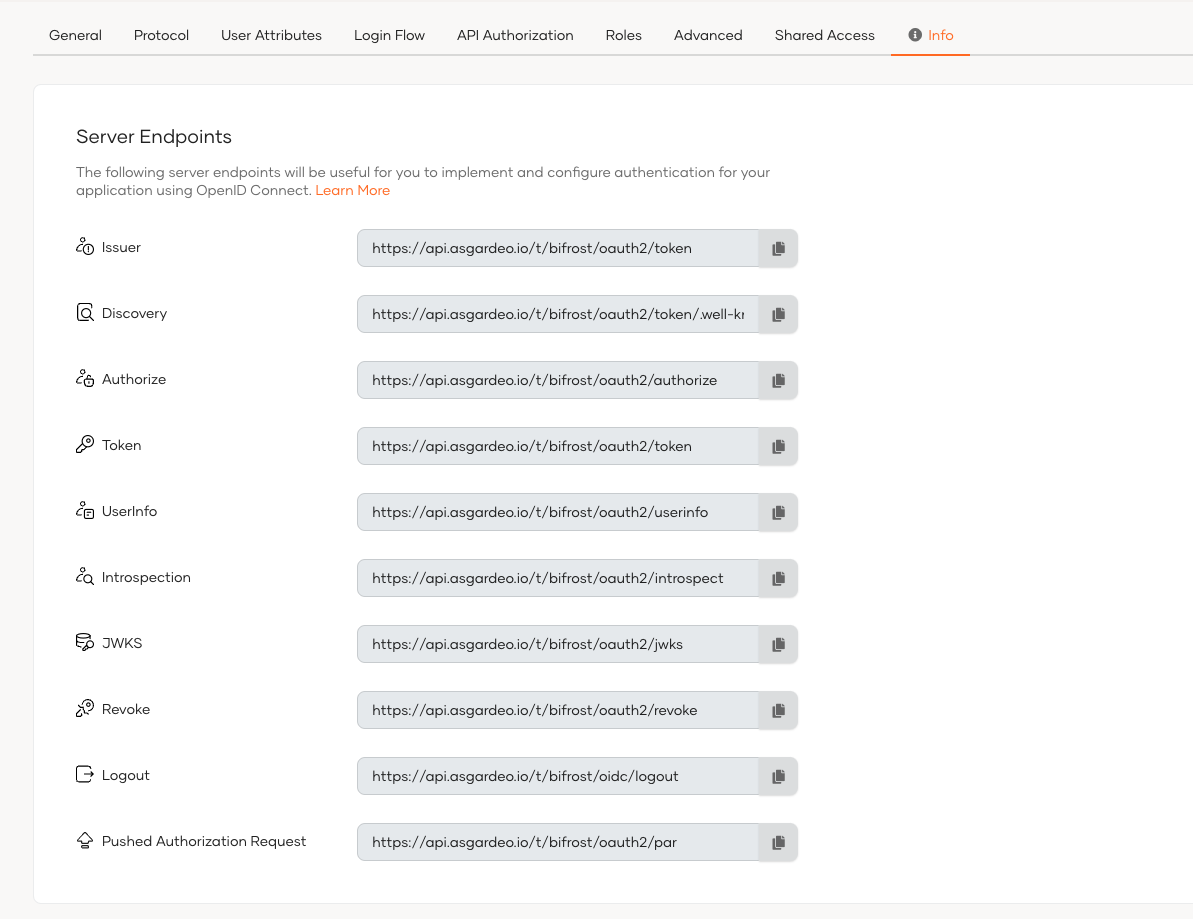 General Protocol User Attributes Login Flow API Authorization Roles Advanced Shared Access Info
Server Endpoints
The following server endpoints will be useful for you to implement and configure authentication for your
application using OpenID Connect. Learn More
Issuer https://api.asgardeo.io/t/bifrost/oauth2/token
Discovery https://api.asgardeo.io/t/bifrost/oauth2/token/.well-kn
Authorize https://api.asgardeo.io/t/bifrost/oauth2/authorize
Token https://api.asgardeo.io/t/bifrost/oauth2/token
UserInfo https://api.asgardeo.io/t/bifrost/oauth2/userinfo
Introspection https://api.asgardeo.io/t/bifrost/oauth2/introspect
JWKS https://api.asgardeo.io/t/bifrost/oauth2/jwks
Revoke https://api.asgardeo.io/t/bifrost/oauth2/revoke
Logout https://api.asgardeo.io/t/bifrost/oidc/logout
Pushed Authorization Request https://api.asgardeo.io/t/bifrost/oauth2/par